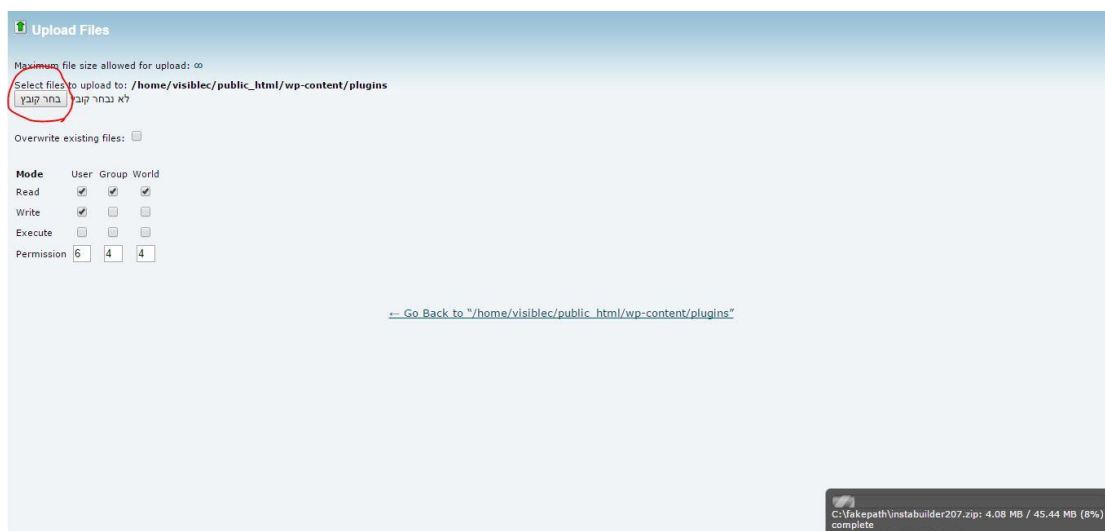 Upload Files
Maximum file size allowed for upload: ∞
Select files to upload to: /home/visiblec/public_html/wp-content/plugins
בחר קובץ לא נבחר קובץ
Overwrite existing files:
Mode User Group World
Read
Write
Execute
Permission 6 4 4
← Go Back to “/home/visiblec/public_html/wp-content/plugins”
C:\fakepath\instabuilder207.zip: 4.08 MB / 45.44 MB (8%)
complete